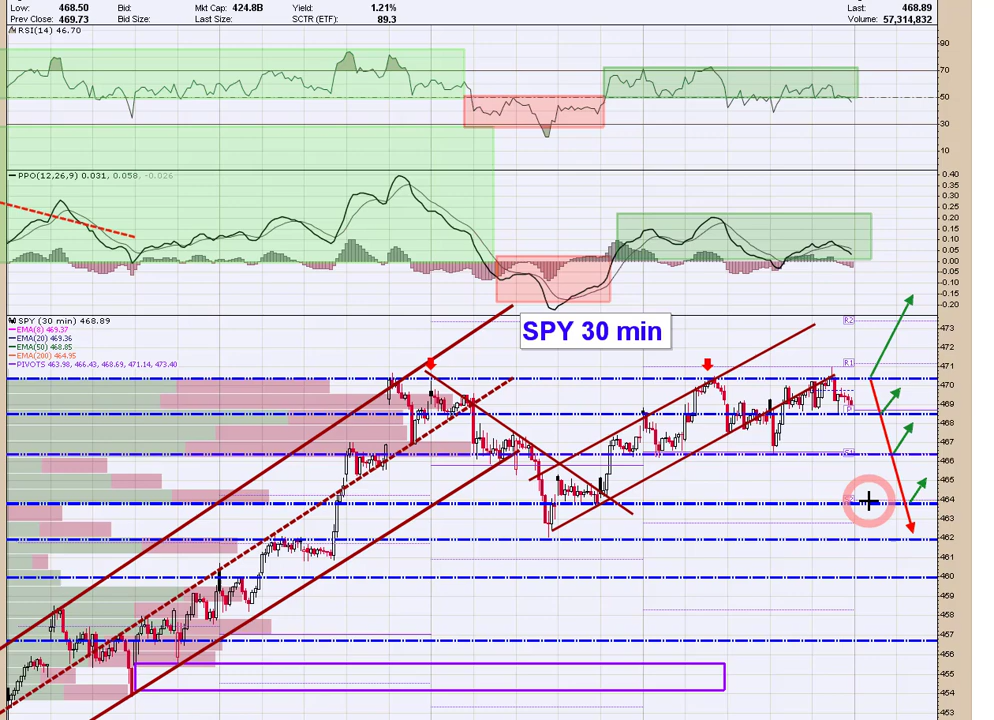 Low: 468.50 Bid: Mkt Cap: 424.8B Yield: 1.21% Last: 468.89
Prev Close: 469.73 Bid Size: Last Size: SCTR (ETF): 89.3 Volume: 57,314,832
RSI(14) 46.70
90
70
50
30
10
PPO(12,26,9) 0.031, 0.058, -0.026
0.40
0.35
0.30
0.25
0.20
0.15
0.10
0.05
0.00
-0.05
-0.10
-0.15
-0.20
SPY (30 min) 468.89
EMA(8) 469.37
EMA(20) 469.36
EMA(50) 468.85
EMA(200) 464.95
PIVOTS 463.98, 466.43, 468.69, 471.14, 473.40
SPY 30 min
R2
R1
P
S1
473
472
471
470
469
468
467
466
465
464
463
462
461
460
459
458
457
456
455
454
453